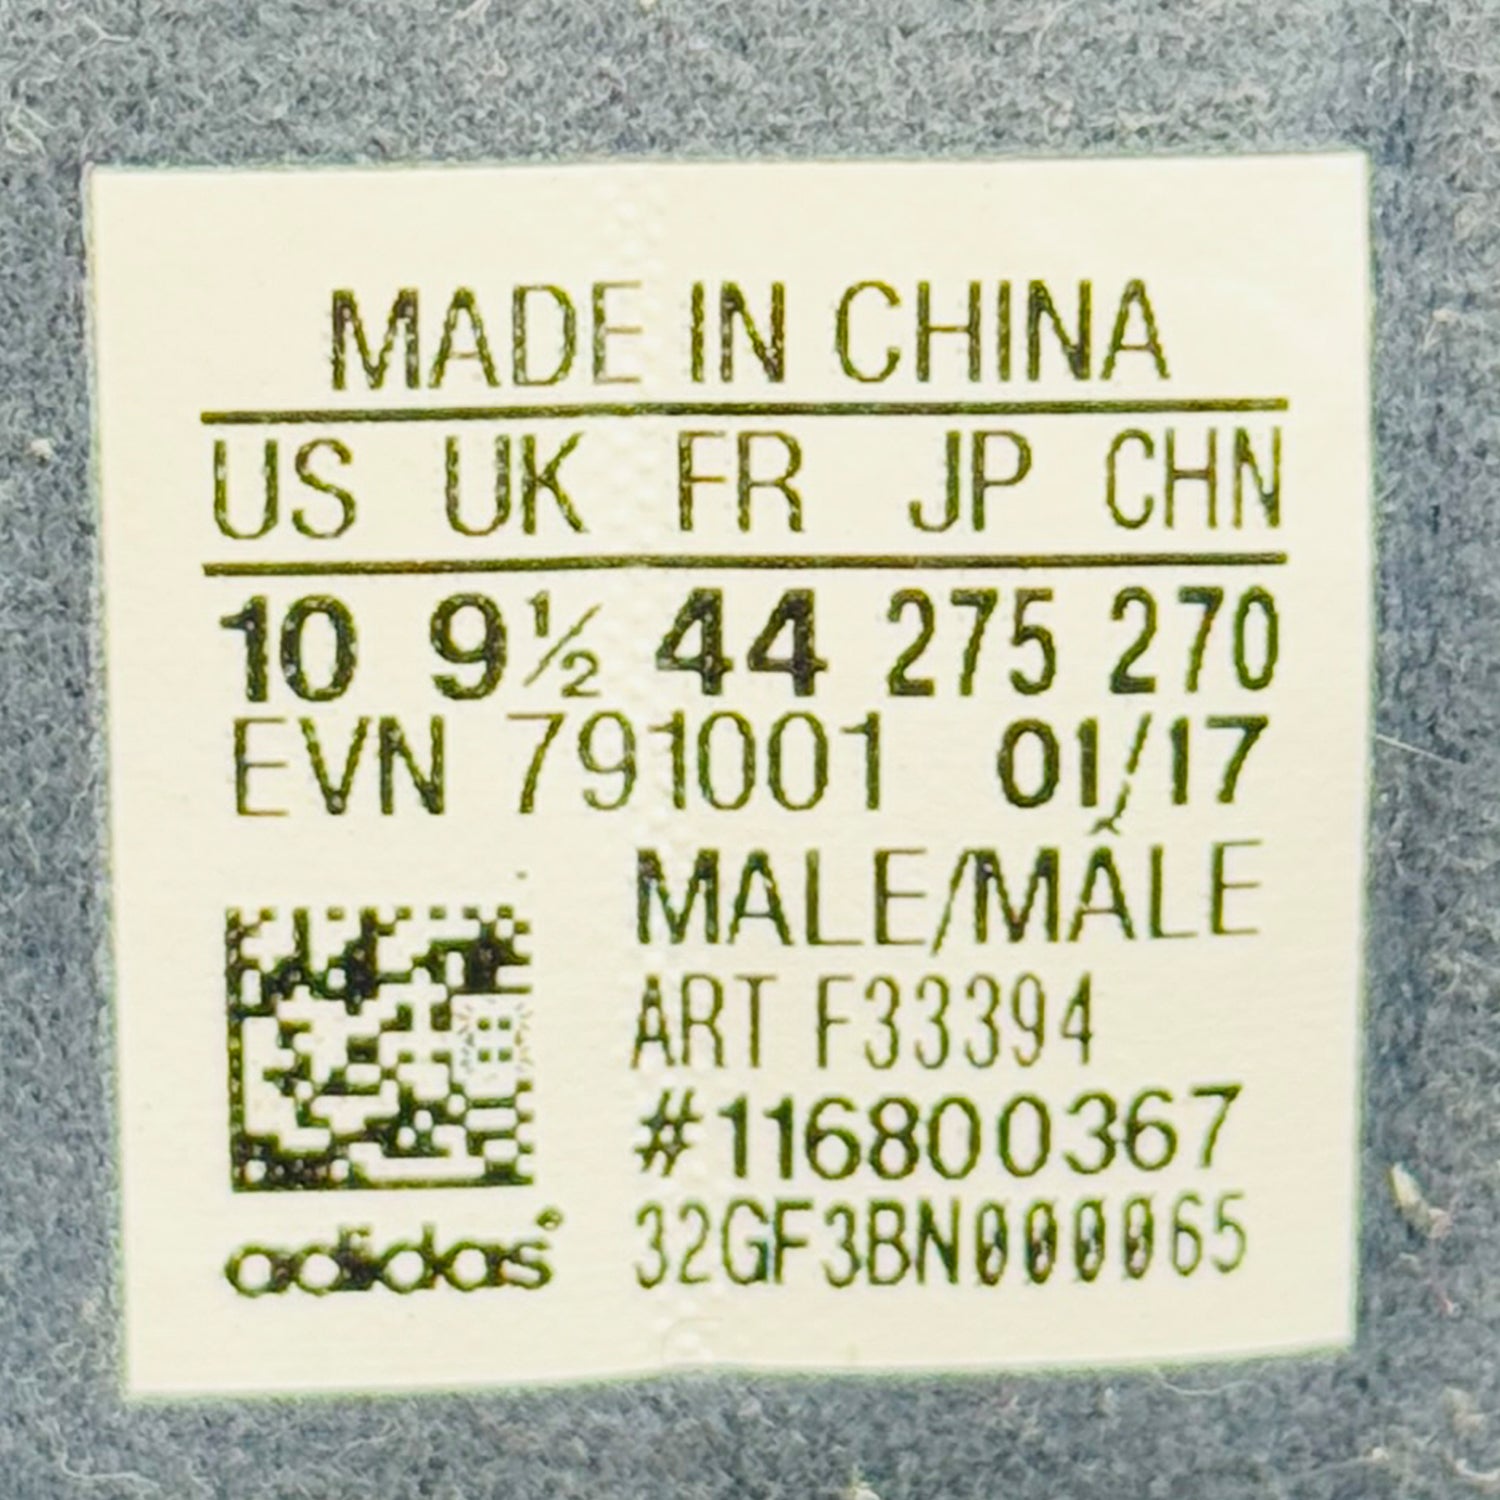 MADE IN CHINA
US UK FR JP CHN
10 9½ 44 275 270
EVN 791001 01/17
MALE/MÂLE
ART F33394
#116800367
adidas® 32GF3BN000065